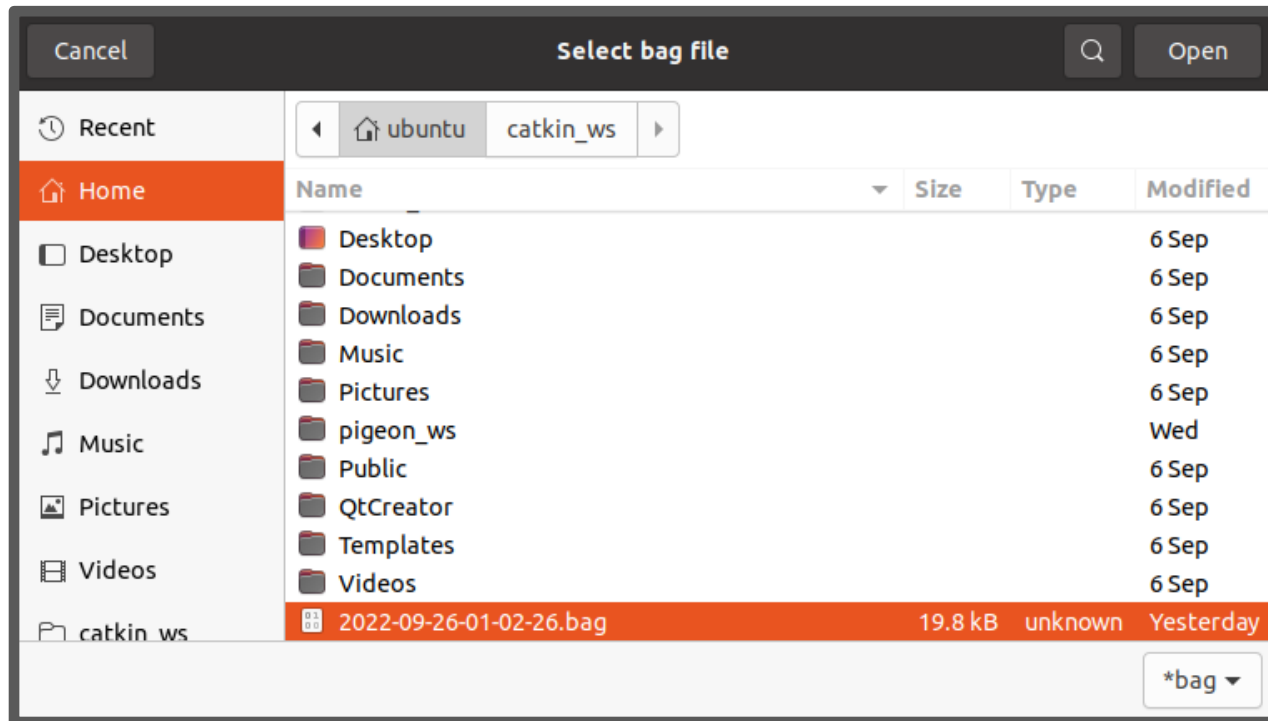 Cancel Select bag file Open
Recent
Home
Desktop
Documents
Downloads
Music
Pictures
Videos
catkin_ws
ubuntu catkin_ws
Name Size Type Modified
Desktop 6 Sep
Documents 6 Sep
Downloads 6 Sep
Music 6 Sep
Pictures 6 Sep
pigeon_ws Wed
Public 6 Sep
QtCreator 6 Sep
Templates 6 Sep
Videos 6 Sep
2022-09-26-01-02-26.bag 19.8 kB unknown Yesterday
*bag